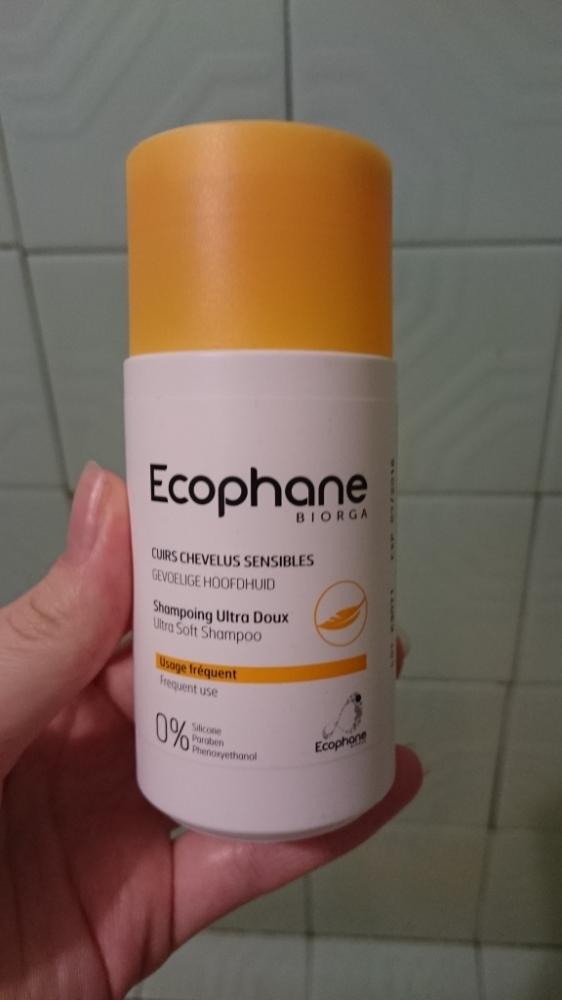 Ecophane
BIORGA
CUIRS CHEVELUS SENSIBLES
GEVOELIGE HOOFDHUID
Shampoing Ultra Doux
Ultra Soft Shampoo
Usage fréquent
Frequent use
0% Silicone
Paraben
Phenoxyethanol
Ecophane